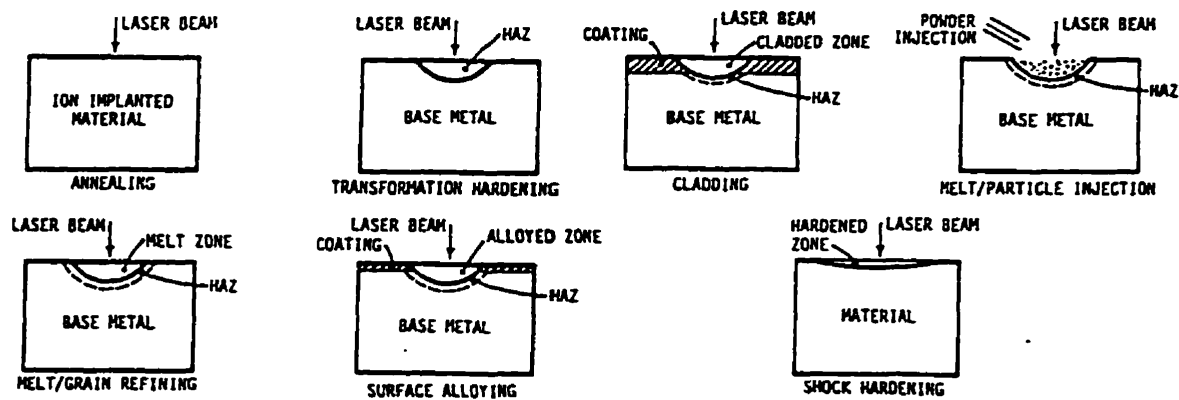 LASER BEAM
ION IMPLANTED
MATERIAL
ANNEALING
LASER BEAM
HAZ
BASE METAL
TRANSFORMATION HARDENING
LASER BEAM
COATING
CLADDED ZONE
HAZ
BASE METAL
CLADDING
POWDER
INJECTION
LASER BEAM
HAZ
BASE METAL
MELT/PARTICLE INJECTION
LASER BEAM
MELT ZONE
HAZ
BASE METAL
MELT/GRAIN REFINING
LASER BEAM
COATING
ALLOYED ZONE
HAZ
BASE METAL
SURFACE ALLOYING
HARDENED
ZONE
LASER BEAM
MATERIAL
SHOCK HARDENING